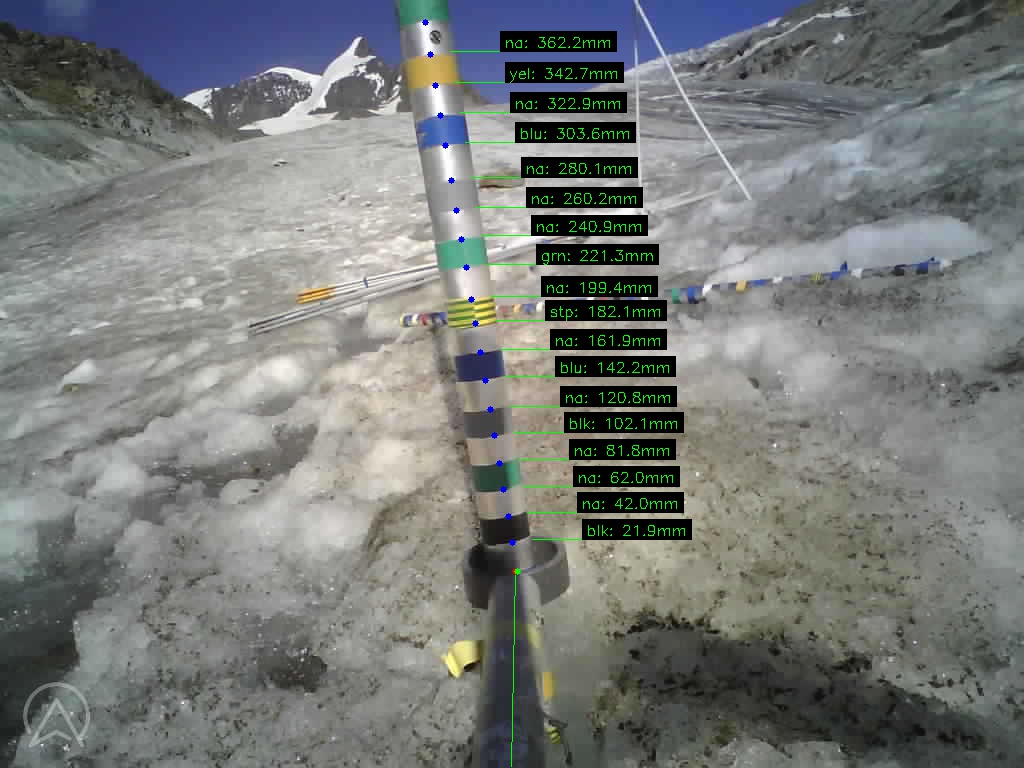 na: 362.2mm
yel: 342.7mm
na: 322.9mm
blu: 303.6mm
na: 280.1mm
na: 260.2mm
na: 240.9mm
grn: 221.3mm
na: 199.4mm
stp: 182.1mm
na: 161.9mm
blu: 142.2mm
na: 120.8mm
blk: 102.1mm
na: 81.8mm
na: 62.0mm
na: 42.0mm
blk: 21.9mm